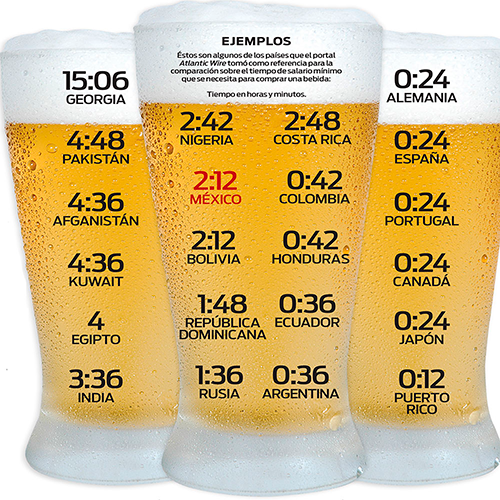 EJEMPLOS
Éstos son algunos de los países que el portal
Atlantic Wire tomó como referencia para la
comparación sobre el tiempo de salario mínimo
que se necesita para comprar una bebida:
Tiempo en horas y minutos.
15:06
GEORGIA
4:48
PAKISTÁN
4:36
AFGANISTÁN
4:36
KUWAIT
4
EGIPTO
3:36
INDIA
2:42
NIGERIA
2:12
MÉXICO
2:12
BOLIVIA
1:48
REPÚBLICA
DOMINICANA
1:36
RUSIA
2:48
COSTA RICA
0:42
COLOMBIA
0:42
HONDURAS
0:36
ECUADOR
0:36
ARGENTINA
0:24
ALEMANIA
0:24
ESPAÑA
0:24
PORTUGAL
0:24
CANADÁ
0:24
JAPÓN
0:12
PUERTO
RICO